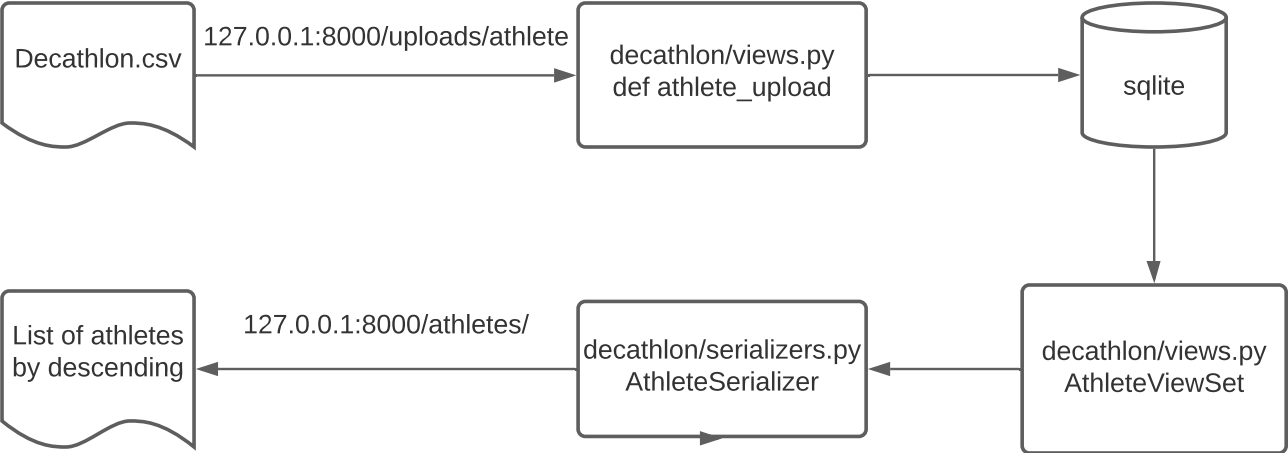 Decathlon.csv
127.0.0.1:8000/uploads/athlete
decathlon/views.py
def athlete_upload
sqlite
List of athletes
by descending
127.0.0.1:8000/athletes/
decathlon/serializers.py
AthleteSerializer
decathlon/views.py
AthleteViewSet